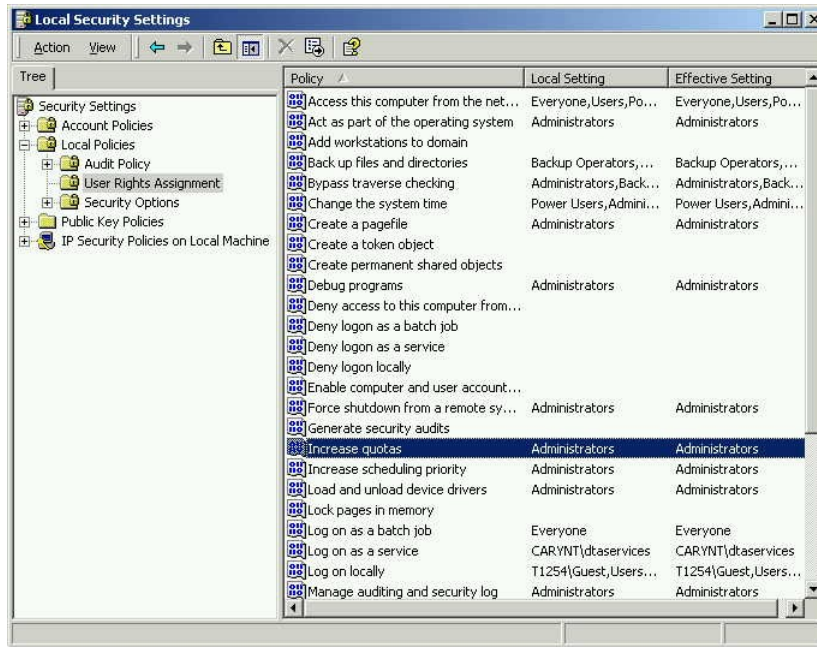 Local Security Settings
Action View
Tree
Security Settings
Account Policies
Local Policies
Audit Policy
User Rights Assignment
Security Options
Public Key Policies
IP Security Policies on Local Machine
Policy Local Setting Effective Setting
Access this computer from the net... Everyone,Users,Po... Everyone,Users,Po...
Act as part of the operating system Administrators Administrators
Add workstations to domain
Back up files and directories Backup Operators,... Backup Operators,...
Bypass traverse checking Administrators,Back... Administrators,Back...
Change the system time Power Users,Admini... Power Users,Admini...
Create a pagefile Administrators Administrators
Create a token object
Create permanent shared objects
Debug programs Administrators Administrators
Deny access to this computer from...
Deny logon as a batch job
Deny logon as a service
Deny logon locally
Enable computer and user account...
Force shutdown from a remote sy... Administrators Administrators
Generate security audits
Increase quotas Administrators Administrators
Increase scheduling priority Administrators Administrators
Load and unload device drivers Administrators Administrators
Lock pages in memory
Log on as a batch job Everyone Everyone
Log on as a service CARYNT\dtaservices CARYNT\dtaservices
Log on locally T1254\Guest,Users... T1254\Guest,Users...
Manage auditing and security log Administrators Administrators